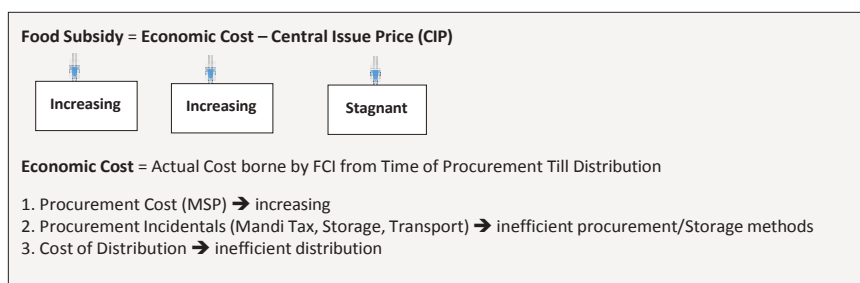 Food Subsidy = Economic Cost – Central Issue Price (CIP)
Increasing Increasing Stagnant
Economic Cost = Actual Cost borne by FCI from Time of Procurement Till Distribution
1. Procurement Cost (MSP) ➔ increasing
2. Procurement Incidentals (Mandi Tax, Storage, Transport) ➔ inefficient procurement/Storage methods
3. Cost of Distribution ➔ inefficient distribution